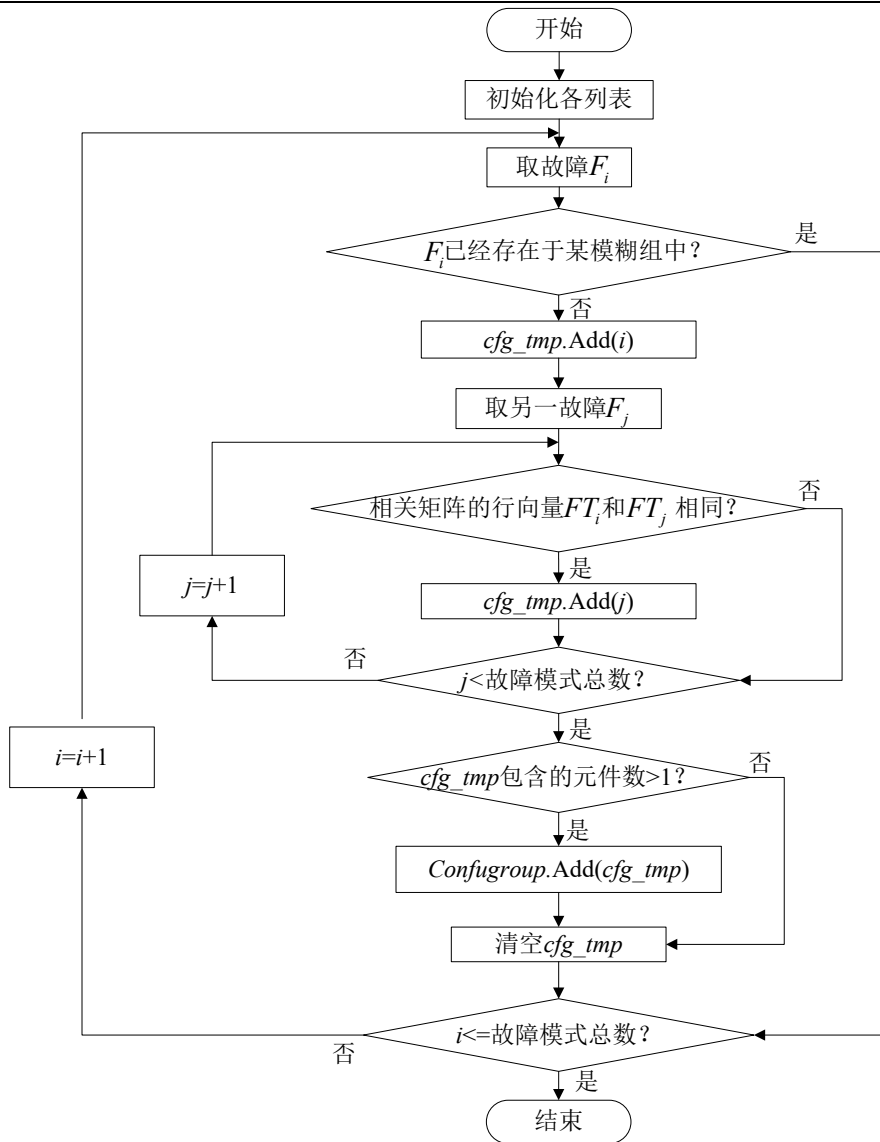 开始
初始化各列表
取故障F_i
F_i已经存在于某模糊组中？
是
否
cfg_tmp.Add(i)
取另一故障F_j
相关矩阵的行向量FT_i和FT_j 相同？
否
是
j=j+1
cfg_tmp.Add(j)
否
j<故障模式总数？
是
i=i+1
cfg_tmp包含的元件数>1？
否
是
Confugroup.Add(cfg_tmp)
清空cfg_tmp
i<=故障模式总数？
否
是
结束